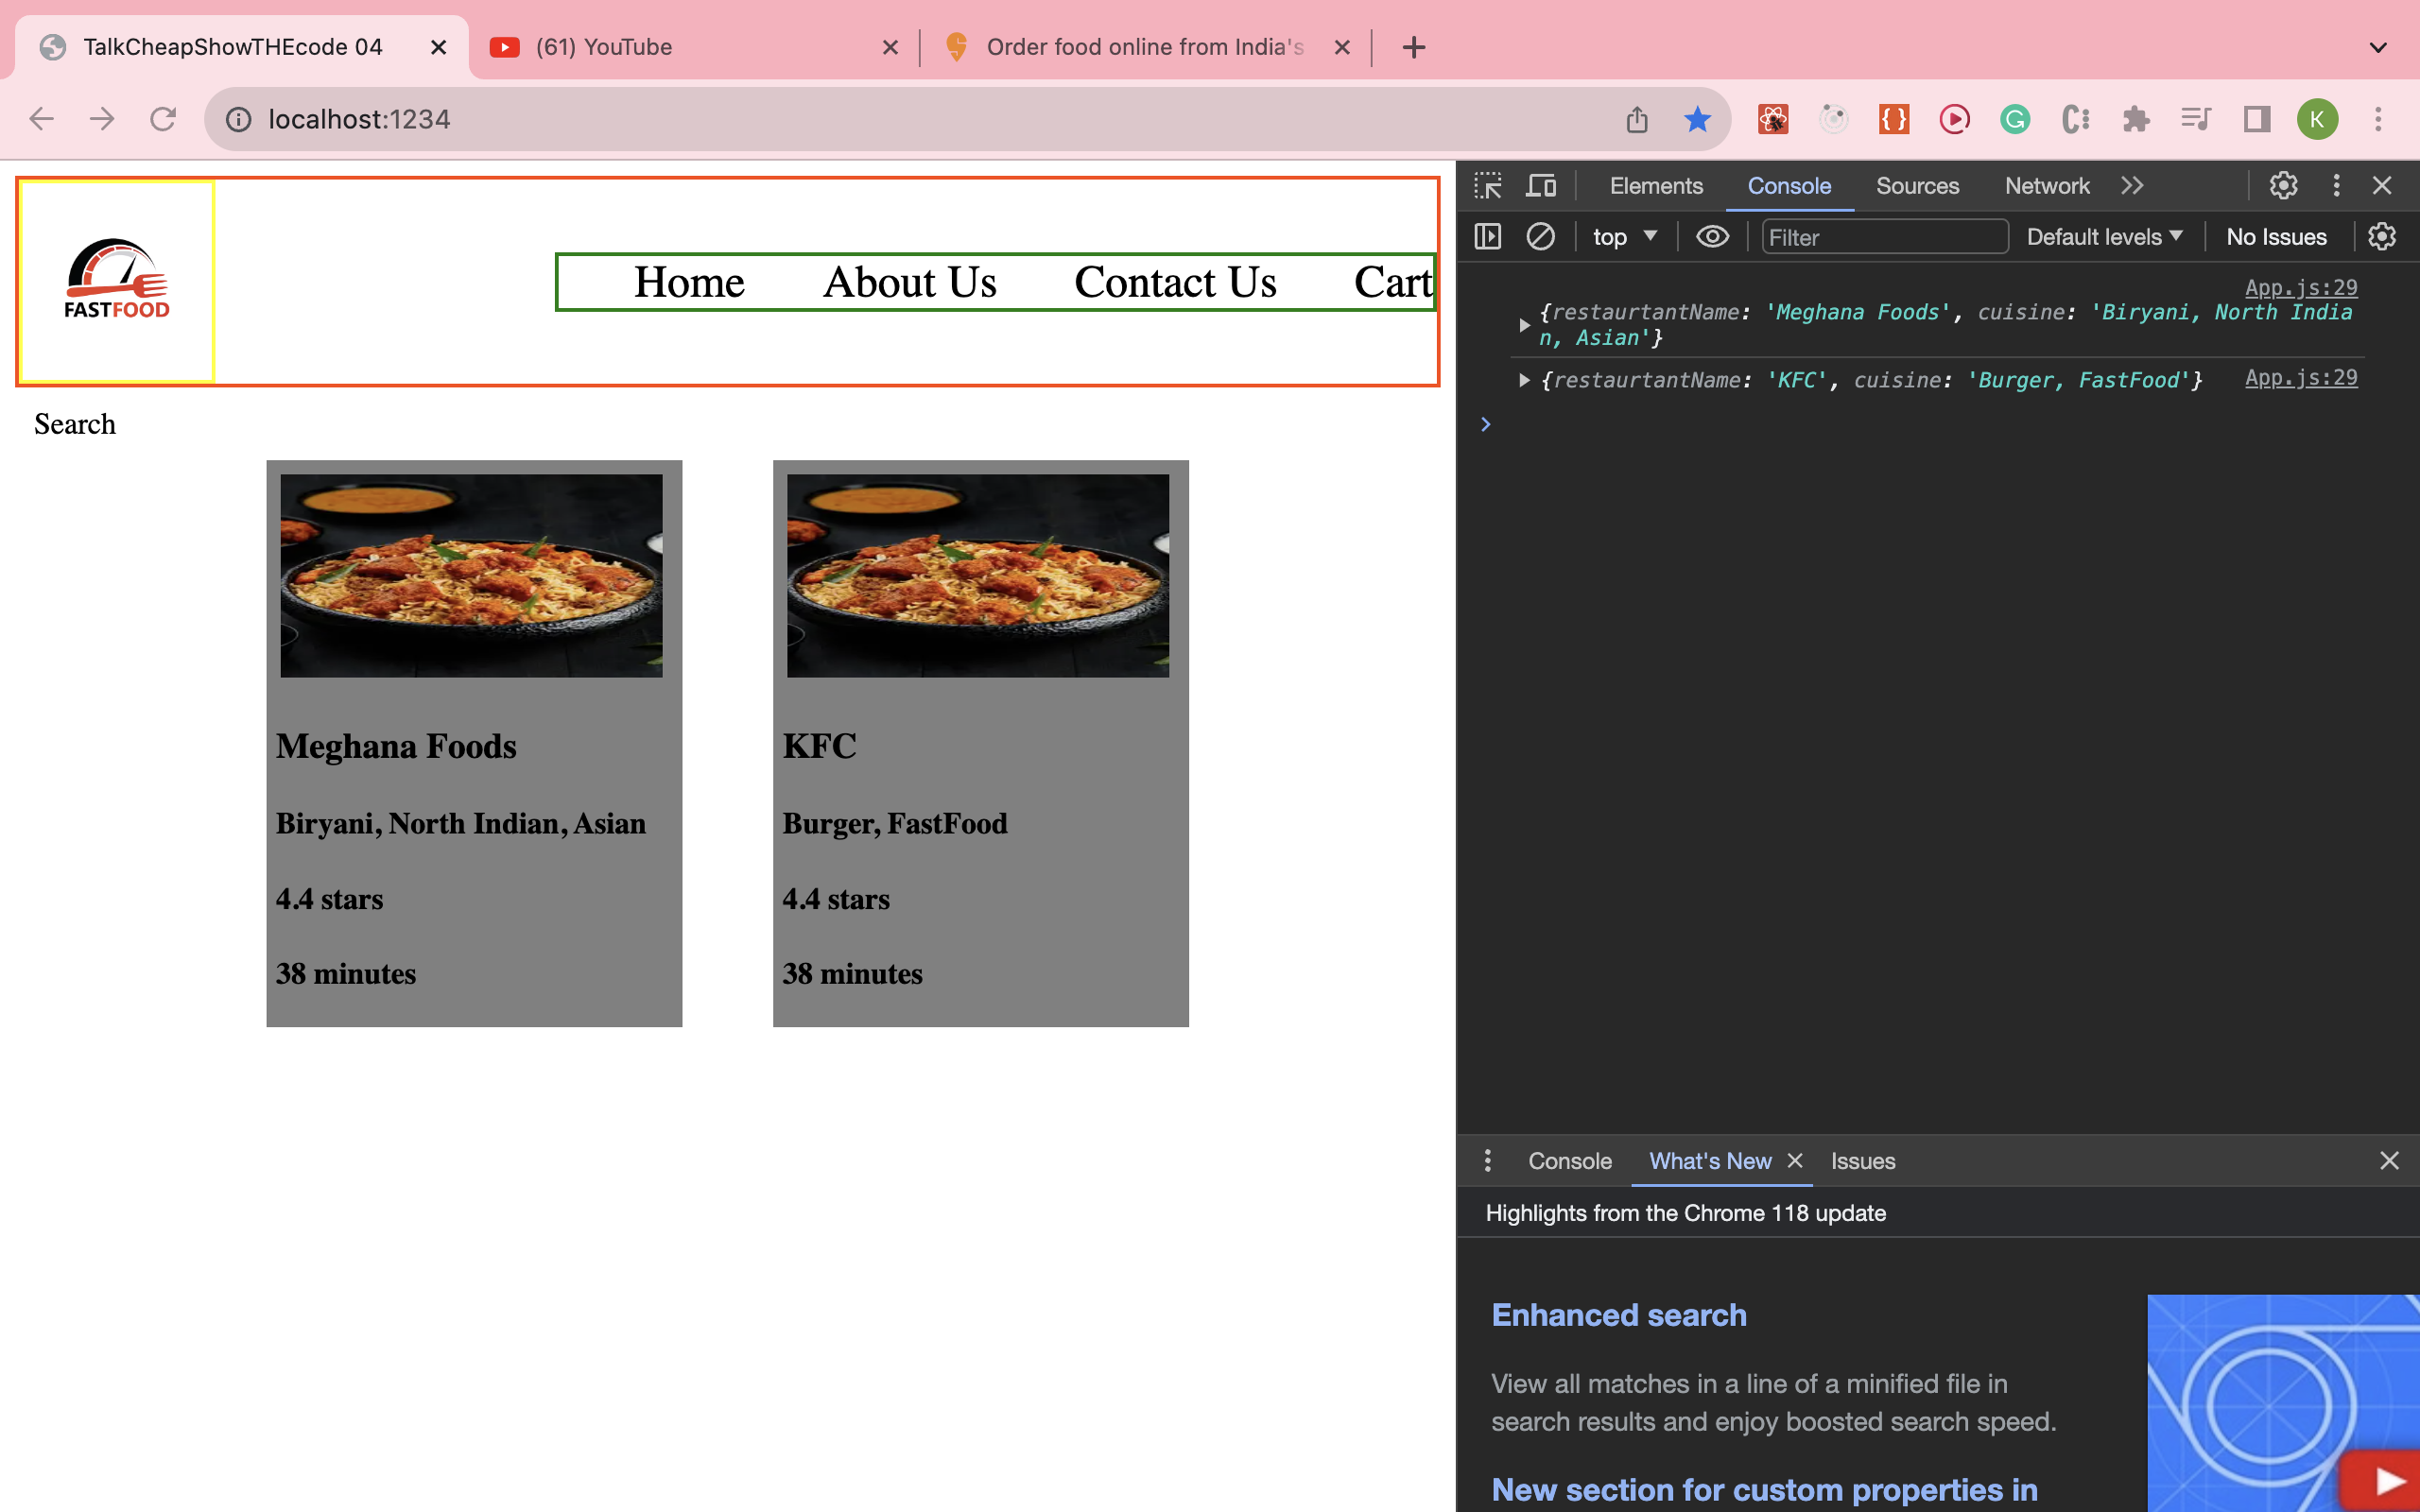 TalkCheapShowTHEcode 04
(61) YouTube
Order food online from India's
localhost:1234
K
FASTFOOD
Home About Us Contact Us Cart
Search
Meghana Foods
Biryani, North Indian, Asian
4.4 stars
38 minutes
KFC
Burger, FastFood
4.4 stars
38 minutes
Elements Console Sources Network
top Filter Default levels No Issues
App.js:29
{restaurtantName: 'Meghana Foods', cuisine: 'Biryani, North India
n, Asian'}
{restaurtantName: 'KFC', cuisine: 'Burger, FastFood'} App.js:29
Console What's New Issues
Highlights from the Chrome 118 update
Enhanced search
View all matches in a line of a minified file in
search results and enjoy boosted search speed.
New section for custom properties in